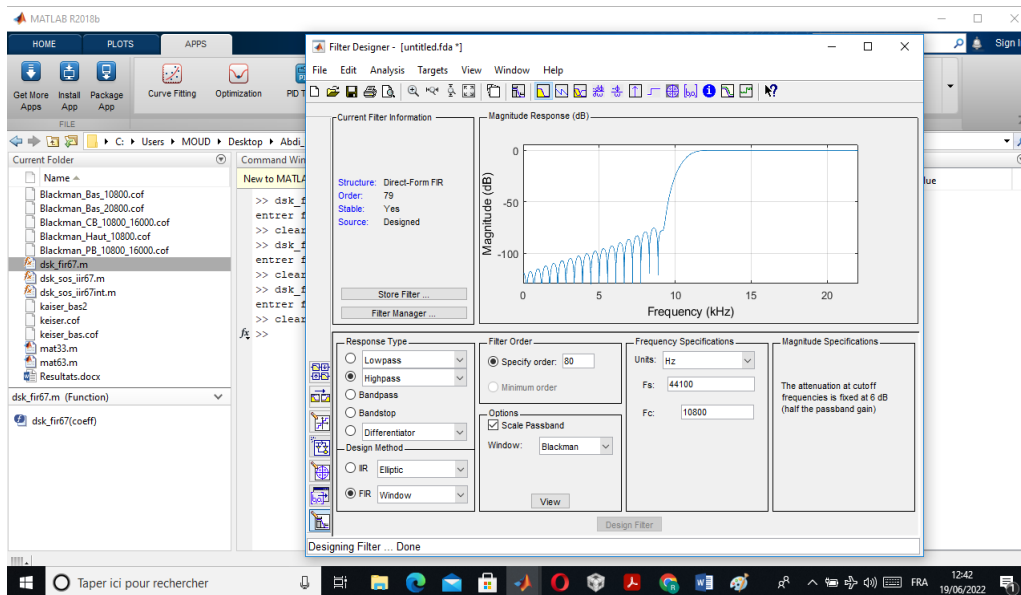 MATLAB R2018b
HOME PLOTS APPS
Sign I
Get More Apps
Install App
Package App
Curve Fitting
Optimization
PID T
FILE
C: Users MOUD Desktop Abdi_
Current Folder
Name
Blackman_Bas_10800.cof
Blackman_Bas_20800.cof
Blackman_CB_10800_16000.cof
Blackman_Haut_10800.cof
Blackman_PB_10800_16000.cof
dsk_fir67.m
dsk_sos_iir67.m
dsk_sos_iir67int.m
kaiser_bas2
keiser.cof
keiser_bas.cof
mat33.m
mat63.m
Resultats.docx
dsk_fir67.m (Function)
dsk_fir67(coeff)
Command Win
New to MATLA
>> dsk_f
entrer f
>> clear
>> dsk_f
entrer f
>> clear
>> dsk_f
entrer f
>> clear
fx >>
lue
Filter Designer - [untitled.fda *]
File Edit Analysis Targets View Window Help
Current Filter Information
Structure: Direct-Form FIR
Order: 79
Stable: Yes
Source: Designed
Store Filter ...
Filter Manager ...
Magnitude Response (dB)
Magnitude (dB)
0
-50
-100
0 5 10 15 20
Frequency (kHz)
Response Type
Lowpass
Highpass
Bandpass
Bandstop
Differentiator
Design Method
IIR Elliptic
FIR Window
Filter Order
Specify order: 80
Minimum order
Options
Scale Passband
Window: Blackman
View
Frequency Specifications
Units: Hz
Fs: 44100
Fc: 10800
Magnitude Specifications
The attenuation at cutoff
frequencies is fixed at 6 dB
(half the passband gain)
Design Filter
Designing Filter ... Done
Taper ici pour rechercher
FRA
12:42
19/06/2022
1